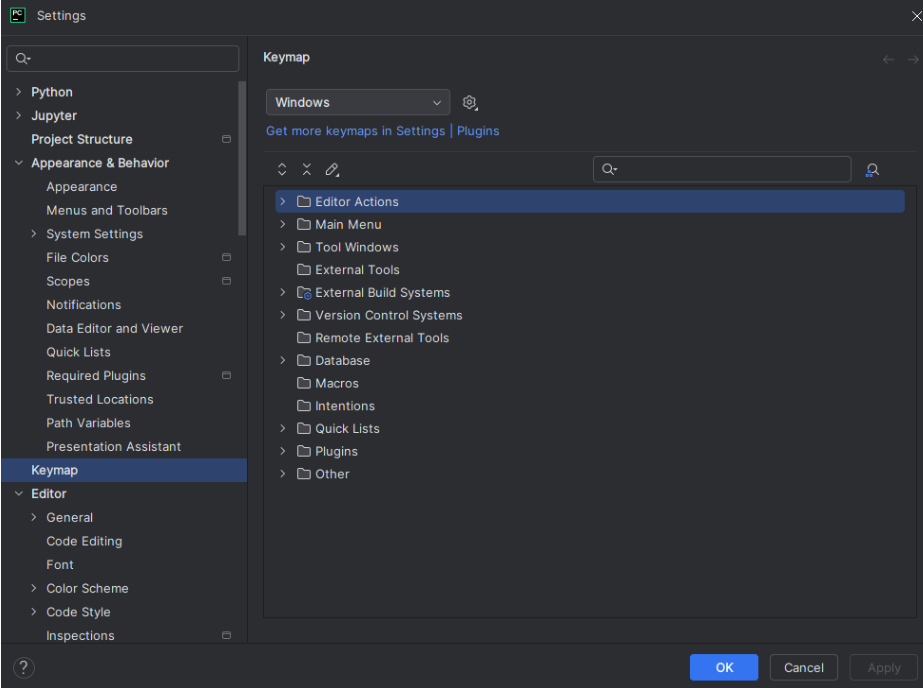 PC Settings
Python
Jupyter
Project Structure
Appearance & Behavior
Appearance
Menus and Toolbars
System Settings
File Colors
Scopes
Notifications
Data Editor and Viewer
Quick Lists
Required Plugins
Trusted Locations
Path Variables
Presentation Assistant
Keymap
Editor
General
Code Editing
Font
Color Scheme
Code Style
Inspections
?
Keymap
Windows
Get more keymaps in Settings | Plugins
Editor Actions
Main Menu
Tool Windows
External Tools
External Build Systems
Version Control Systems
Remote External Tools
Database
Macros
Intentions
Quick Lists
Plugins
Other
OK Cancel Apply